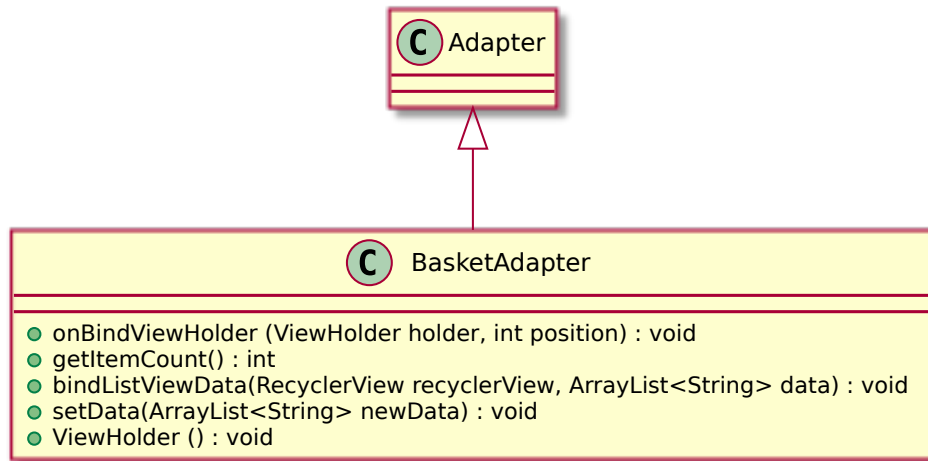 C Adapter
C BasketAdapter
onBindViewHolder (ViewHolder holder, int position) : void
getItemCount() : int
bindListViewData(RecyclerView recyclerView, ArrayList<String> data) : void
setData(ArrayList<String> newData) : void
ViewHolder () : void